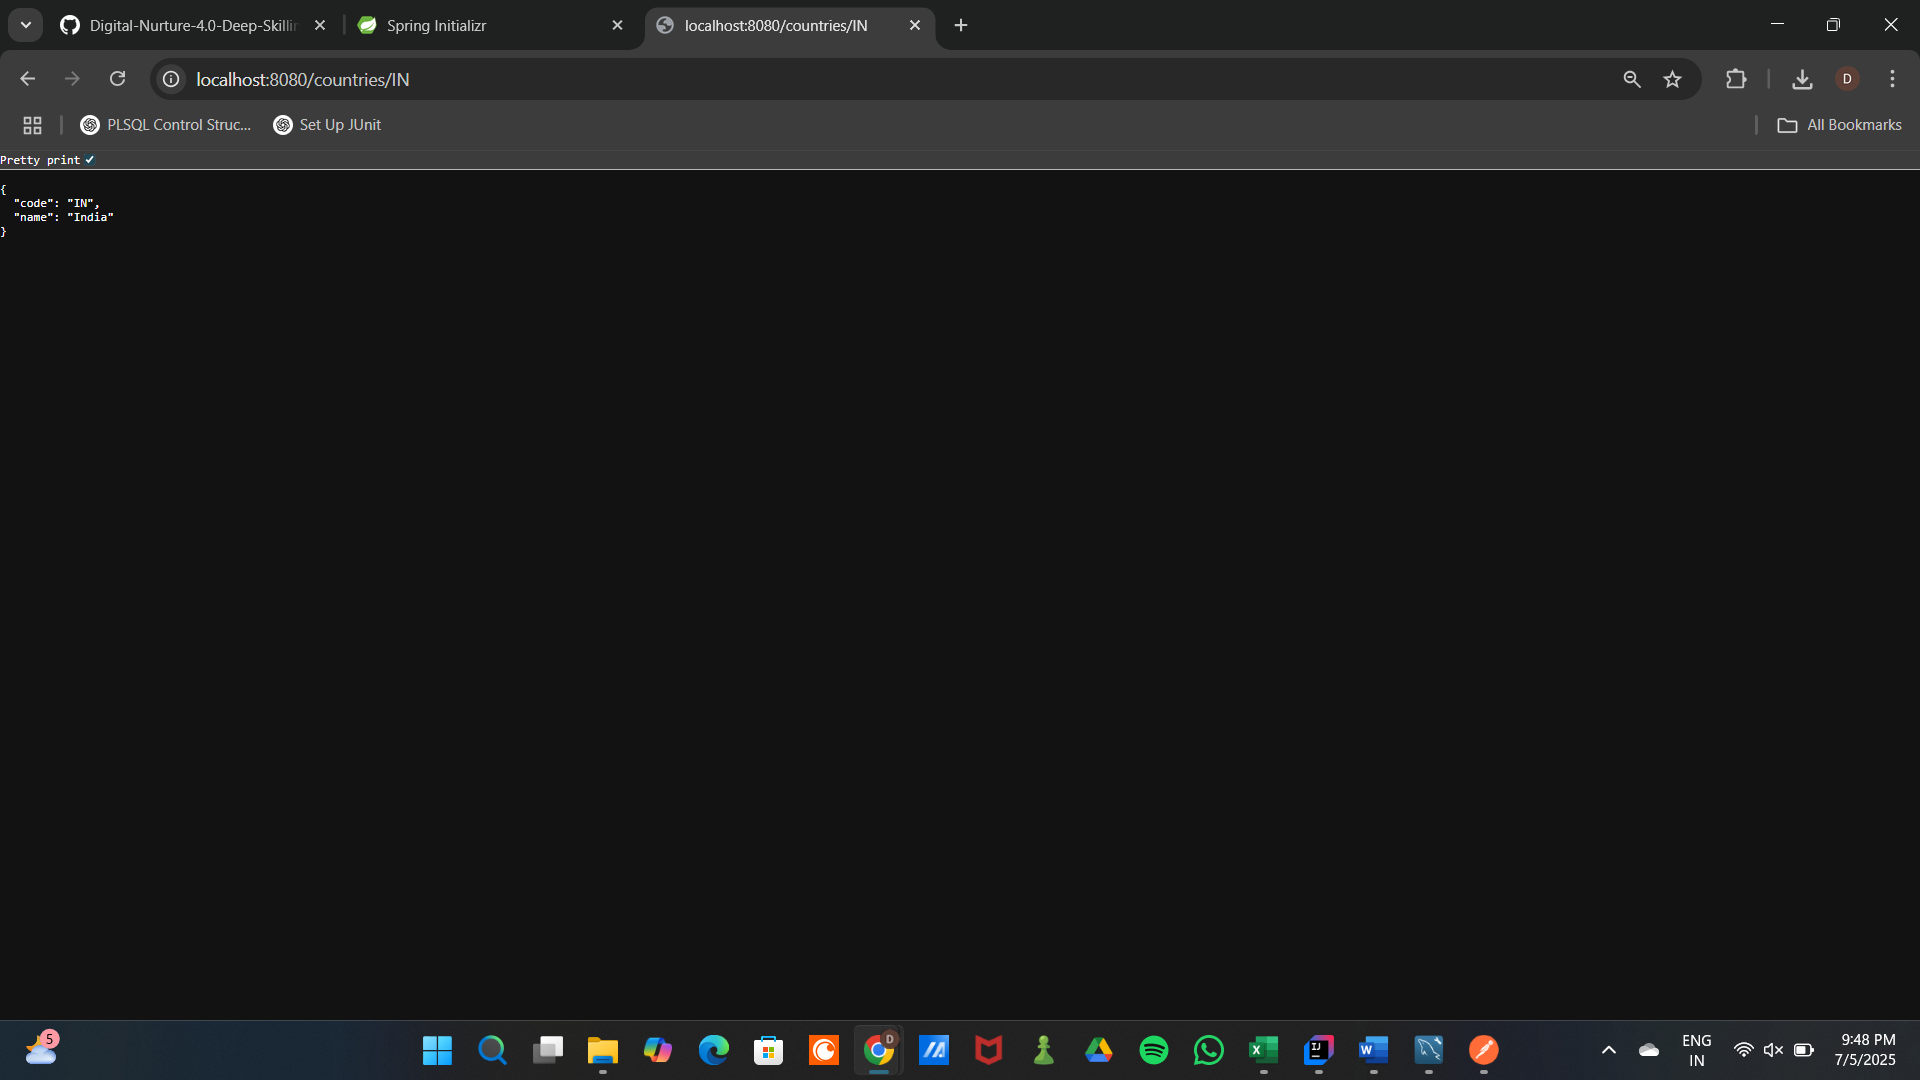 Digital-Nurture-4.0-Deep-Skillin
Spring Initializr
localhost:8080/countries/IN
localhost:8080/countries/IN
D
PLSQL Control Struc...
Set Up JUnit
All Bookmarks
Pretty print
{
"code": "IN",
"name": "India"
}
5
D
IJ
X
W
ENG
IN
9:48 PM
7/5/2025